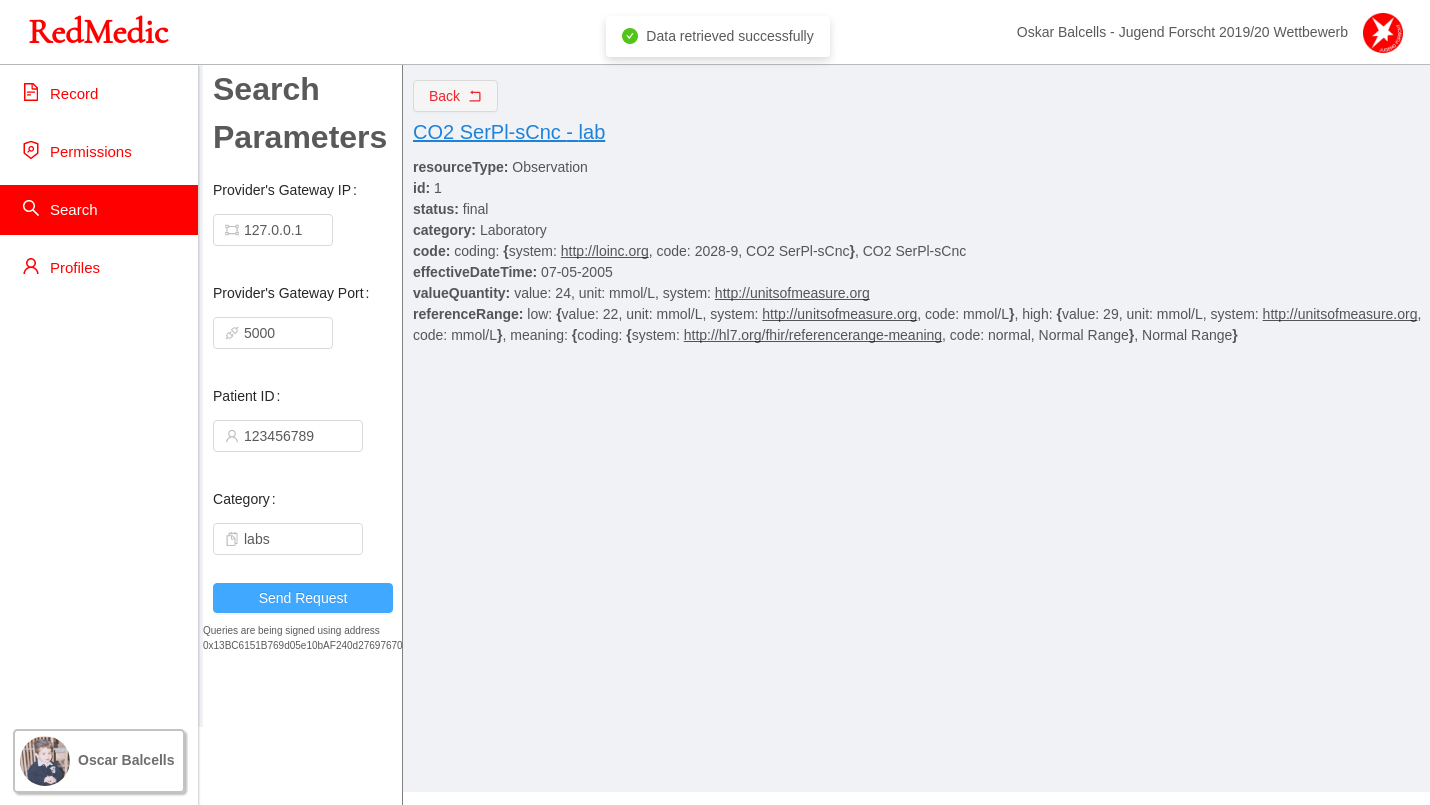 RedMedic
Data retrieved successfully
Oskar Balcells - Jugend Forscht 2019/20 Wettbewerb
Record
Permissions
Search
Profiles
Oscar Balcells
Search
Parameters
Provider's Gateway IP:
127.0.0.1
Provider's Gateway Port:
5000
Patient ID:
123456789
Category:
labs
Send Request
Queries are being signed using address
0x13BC6151B769d05e10bAF240d27697670
Back
CO2 SerPl-sCnc - lab
resourceType: Observation
id: 1
status: final
category: Laboratory
code: coding: {system: http://loinc.org, code: 2028-9, CO2 SerPl-sCnc}, CO2 SerPl-sCnc
effectiveDateTime: 07-05-2005
valueQuantity: value: 24, unit: mmol/L, system: http://unitsofmeasure.org
referenceRange: low: {value: 22, unit: mmol/L, system: http://unitsofmeasure.org, code: mmol/L}, high: {value: 29, unit: mmol/L, system: http://unitsofmeasure.org,
code: mmol/L}, meaning: {coding: {system: http://hl7.org/fhir/referencerange-meaning, code: normal, Normal Range}, Normal Range}